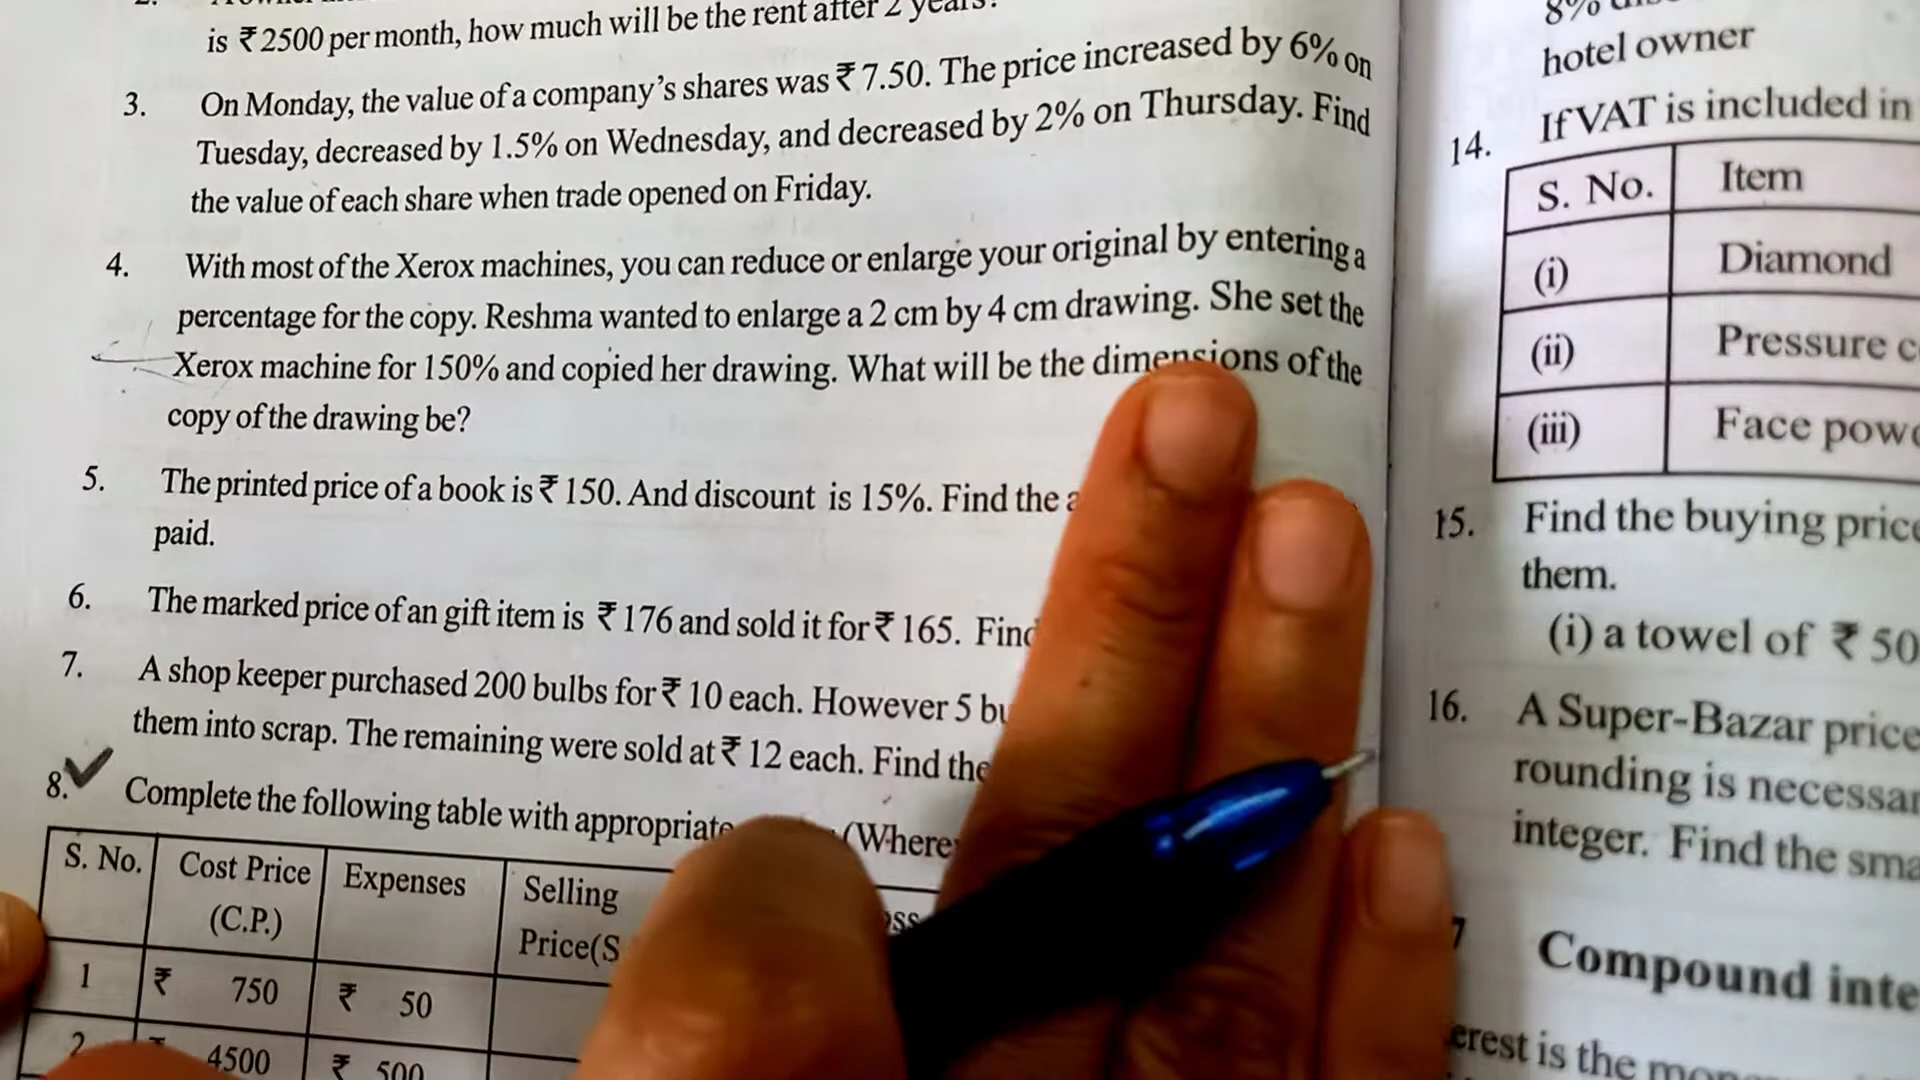 is ₹ 2500 per month, how much will be the rent after 2 years?
3. On Monday, the value of a company's shares was ₹ 7.50. The price increased by 6% on
Tuesday, decreased by 1.5% on Wednesday, and decreased by 2% on Thursday. Find
the value of each share when trade opened on Friday.
4. With most of the Xerox machines, you can reduce or enlarge your original by entering a
percentage for the copy. Reshma wanted to enlarge a 2 cm by 4 cm drawing. She set the
Xerox machine for 150% and copied her drawing. What will be the dimensions of the
copy of the drawing be?
5. The printed price of a book is ₹ 150. And discount is 15%. Find the
paid.
6. The marked price of an gift item is ₹ 176 and sold it for ₹ 165. Find
7. A shop keeper purchased 200 bulbs for ₹ 10 each. However 5
them into scrap. The remaining were sold at ₹ 12 each. Find the
8. Complete the following table with appropriate (Where
S. No. Cost Price Expenses Selling
(C.P.) Price(S
1 ₹ 750 ₹ 50
2 4500 ₹ 500
8%
hotel owner
14. If VAT is included in
S. No. Item
(i) Diamond
(ii) Pressure
(iii) Face
15. Find the buying
them.
(i) a towel of ₹ 50
16. A Super-Bazar price
rounding is
integer. Find the
Compound
is the